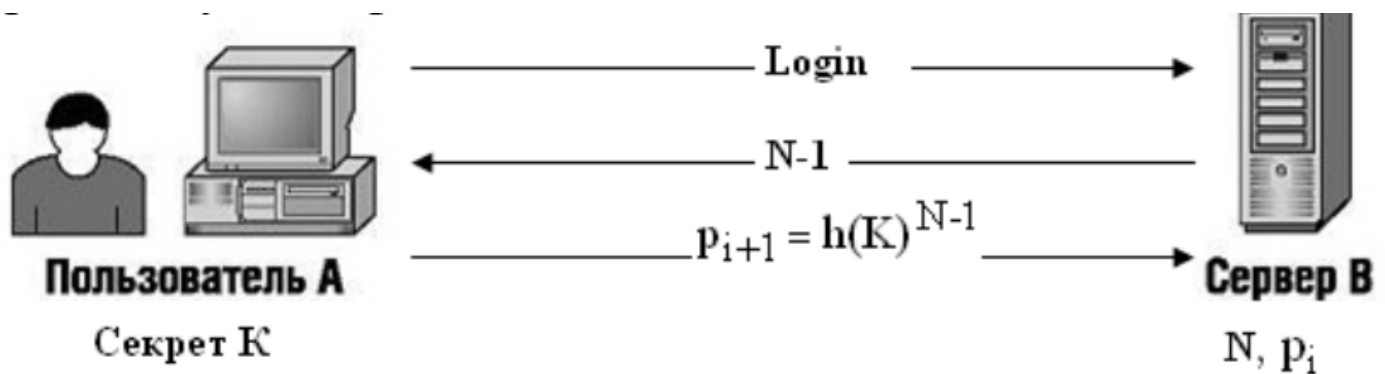 Login
N-1
p_{i+1} = h(K)^{N-1}
Пользователь А
Сервер В
Секрет К
N, p_i